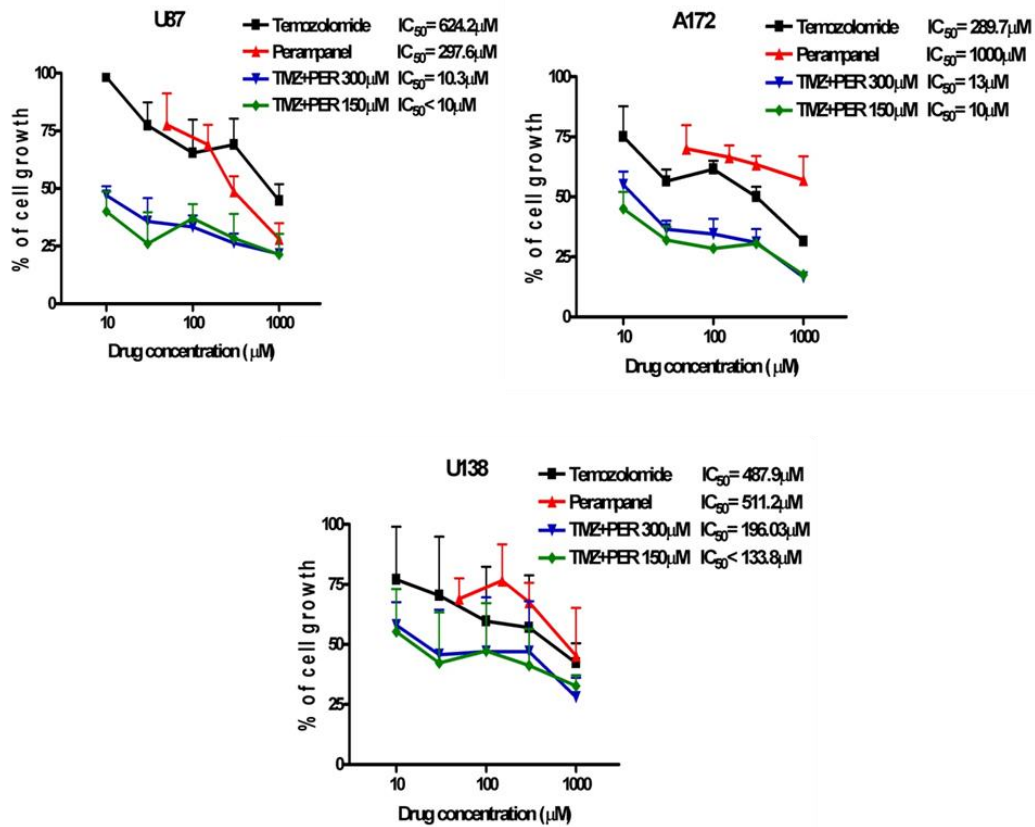 U87
Temozolomide IC50= 624.2μM
Perampanel IC50= 297.6μM
TMZ+PER 300μM IC50= 10.3μM
TMZ+PER 150μM IC50< 10μM
100
75
50
25
0
% of cell growth
10 100 1000
Drug concentration ( μM)
A172
Temozolomide IC50= 289.7μM
Perampanel IC50= 1000μM
TMZ+PER 300μM IC50= 13μM
TMZ+PER 150μM IC50= 10μM
100
75
50
25
0
% of cell growth
10 100 1000
Drug concentration ( μM)
U138
Temozolomide IC50= 487.9μM
Perampanel IC50= 511.2μM
TMZ+PER 300μM IC50= 196.03μM
TMZ+PER 150μM IC50< 133.8μM
100
75
50
25
0
% of cell growth
10 100 1000
Drug concentration (μM)